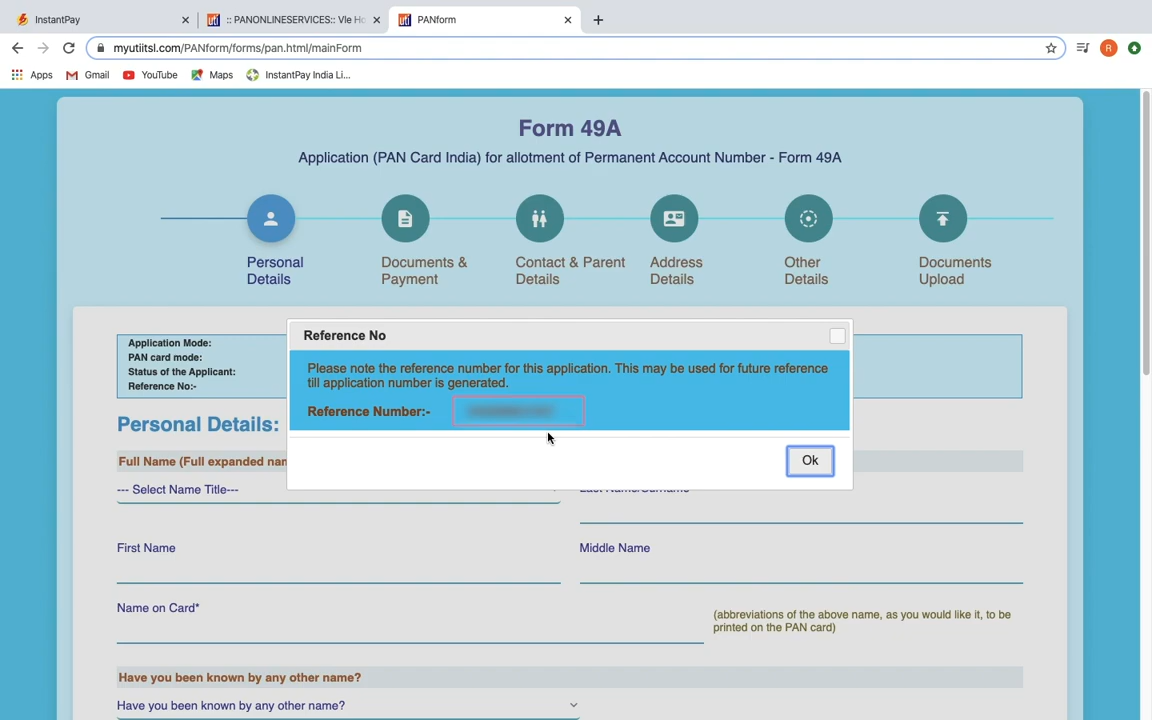 InstantPay
:: PANONLINESERVICES:: Vle Ho
PANform
myutiitsl.com/PANform/forms/pan.html/mainForm
R
Apps
Gmail
YouTube
Maps
InstantPay India Li...
Form 49A
Application (PAN Card India) for allotment of Permanent Account Number - Form 49A
Personal
Details
Documents &
Payment
Contact & Parent
Details
Address
Details
Other
Details
Documents
Upload
Application Mode:
PAN card mode:
Status of the Applicant:
Reference No:-
Reference No
Please note the reference number for this application. This may be used for future reference
till application number is generated.
Reference Number:-
Ok
Personal Details:
Full Name (Full expanded nam
--- Select Name Title---
Last Name/Surname
First Name
Middle Name
Name on Card*
(abbreviations of the above name, as you would like it, to be
printed on the PAN card)
Have you been known by any other name?
Have you been known by any other name?